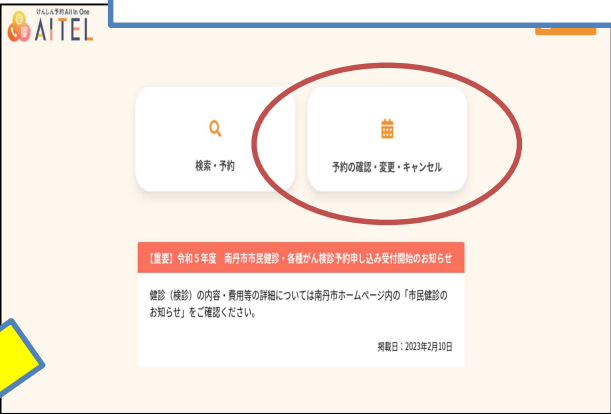 けんしん予約All in One
AITEL
検索・予約
予約の確認・変更・キャンセル
【重要】令和5年度 南丹市市民健診・各種がん検診予約申し込み受付開始のお知らせ
健診（検診）の内容・費用等の詳細については南丹市ホームページ内の「市民健診の
お知らせ」をご確認ください。
掲載日：2023年2月10日